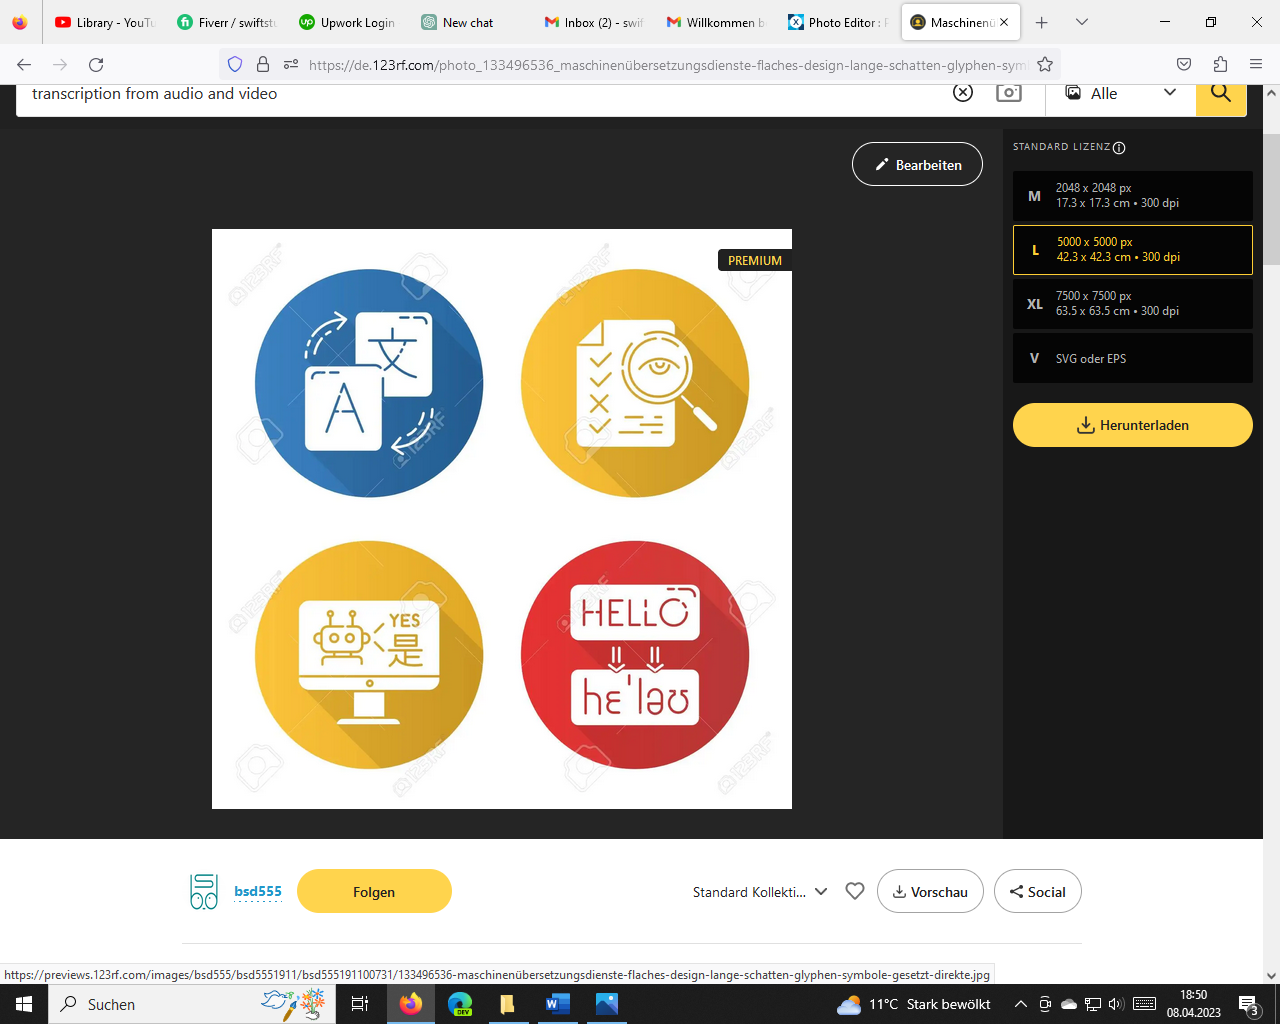 Library - YouTu
Fiverr / swiftstu
Upwork Login
New chat
Inbox (2) - swif
Willkommen b
Photo Editor : F
Maschinenü
https://de.123rf.com/photo_133496536_maschinenübersetzungsdienste-flaches-design-lange-schatten-glyphen-sym
transcription from audio and video
Alle
Bearbeiten
STANDARD LIZENZ
M
2048 x 2048 px
17.3 x 17.3 cm • 300 dpi
L
5000 x 5000 px
42.3 x 42.3 cm • 300 dpi
XL
7500 x 7500 px
63.5 x 63.5 cm • 300 dpi
V
SVG oder EPS
Herunterladen
PREMIUM
文
A
YES
是
HELLO
hɛˈləʊ
123RF
bsd555
Folgen
Standard Kollekti...
Vorschau
Social
https://previews.123rf.com/images/bsd555/bsd5551911/bsd555191100731/133496536-maschinenübersetzungsdienste-flaches-design-lange-schatten-glyphen-symbole-gesetzt-direkte.jpg
Suchen
DEV
11°C Stark bewölkt
18:50
08.04.2023
3